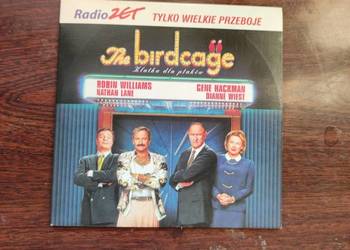 Radio ZET TYLKO WIELKIE PRZEBOJE
The birdcage
Klatka dla ptaków
ROBIN WILLIAMS GENE HACKMAN
NATHAN LANE DIANNE WIEST